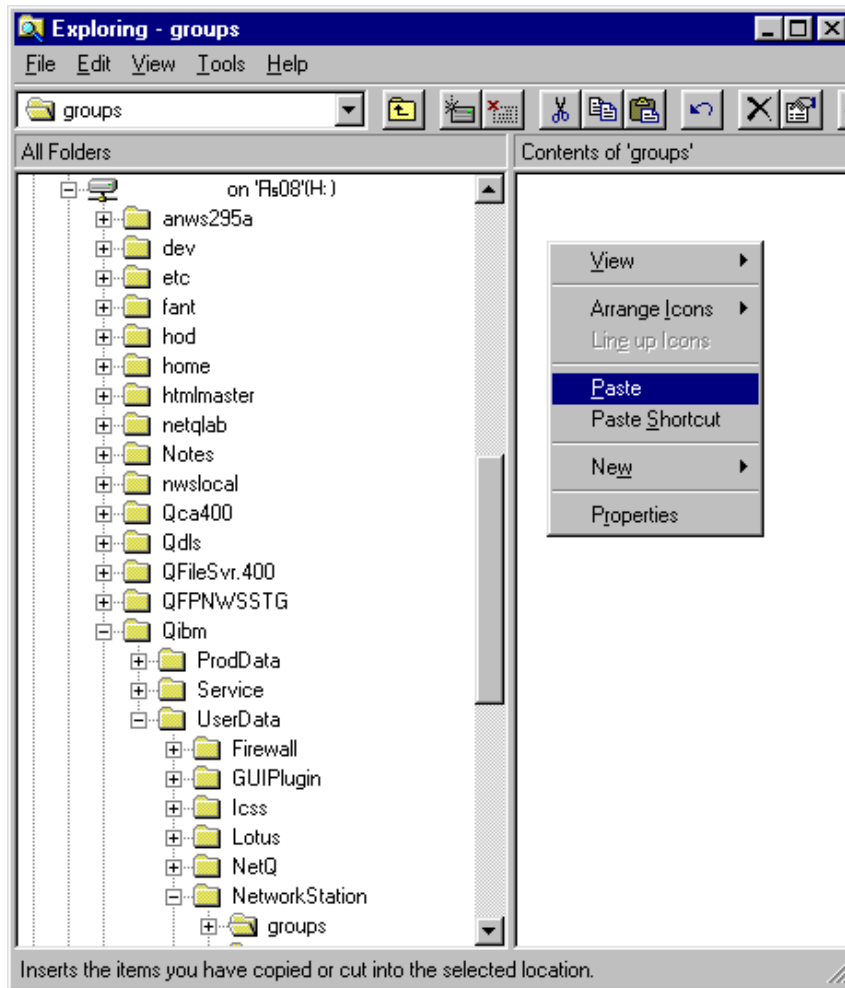 Exploring - groups
File Edit View Tools Help
groups
All Folders
Contents of 'groups'
on 'As08'(H: )
anws295a
dev
etc
fant
hod
home
htmlmaster
netqlab
Notes
nwslocal
Qca400
Qdls
QFileSvr.400
QFPNWSSTG
Qibm
ProdData
Service
UserData
Firewall
GUIPlugin
Icss
Lotus
NetQ
NetworkStation
groups
View
Arrange Icons
Line up Icons
Paste
Paste Shortcut
New
Properties
Inserts the items you have copied or cut into the selected location.